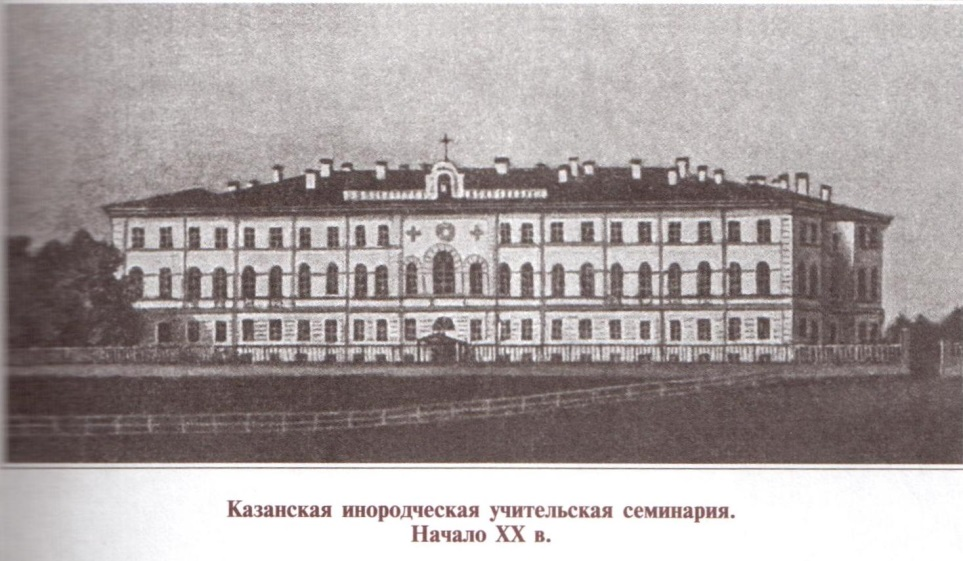 Казанская инородческая учительская семинария.
Начало XX в.